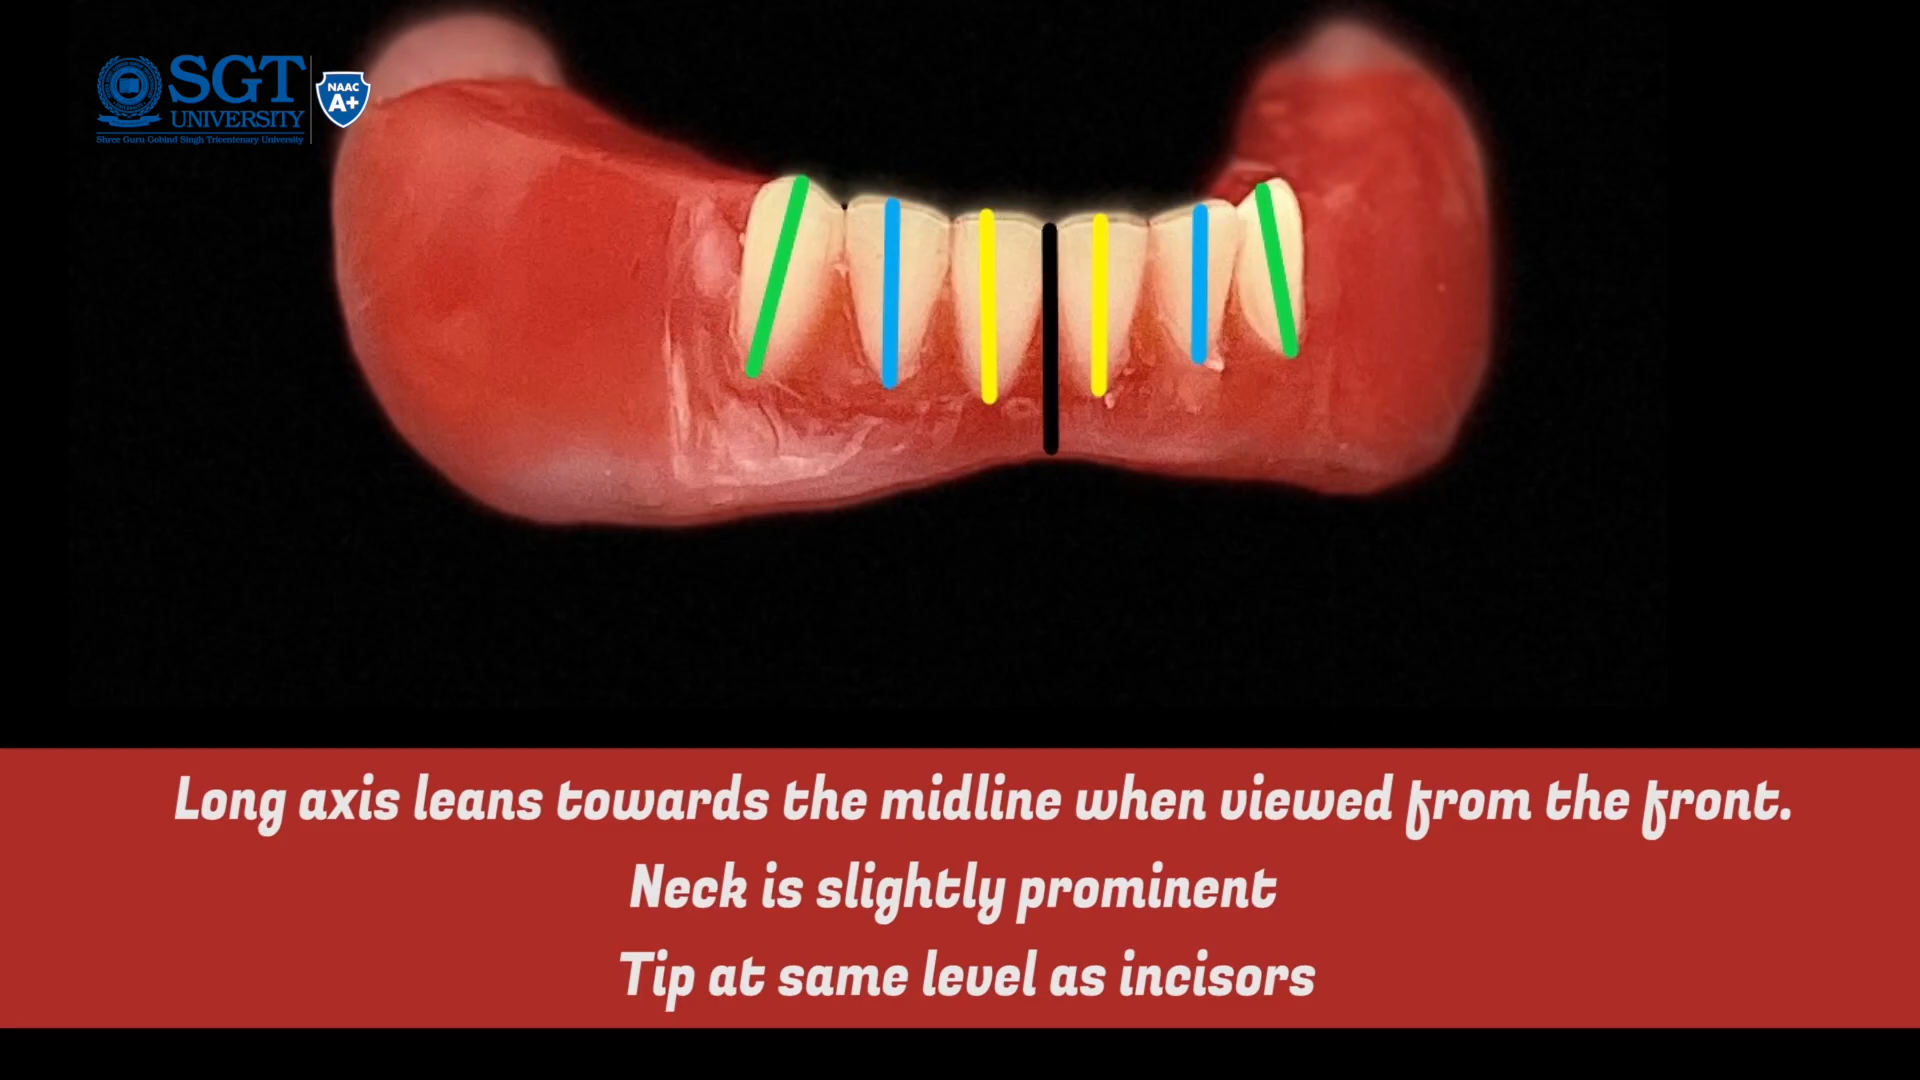 SGT
UNIVERSITY
Shree Guru Gobind Singh Tricentenary University
NAAC
A+
Long axis leans towards the midline when viewed from the front.
Neck is slightly prominent
Tip at same level as incisors